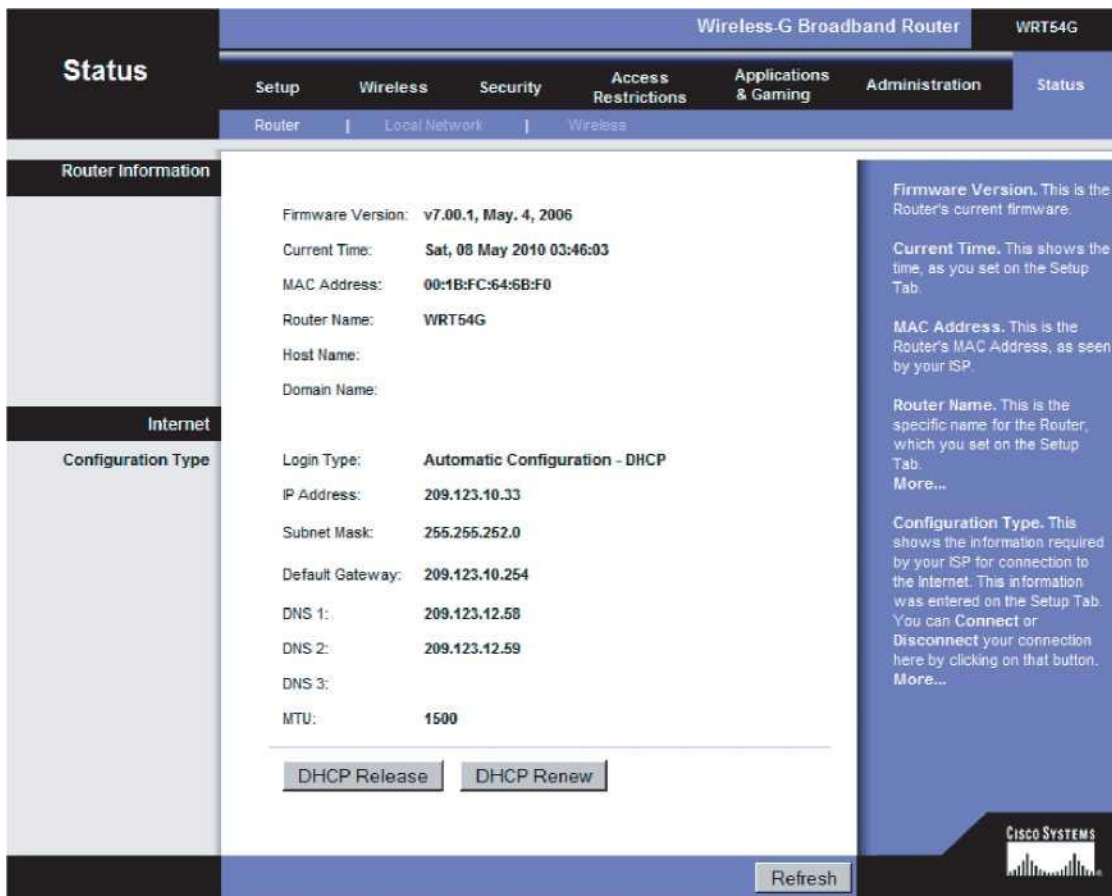 Wireless-G Broadband Router
WRT54G
Status
Setup
Wireless
Security
Access
Restrictions
Applications
& Gaming
Administration
Status
Router | Local Network | Wireless
Router Information
Firmware Version: v7.00.1, May. 4, 2006
Current Time: Sat, 08 May 2010 03:46:03
MAC Address: 00:1B:FC:64:6B:F0
Router Name: WRT54G
Host Name:
Domain Name:
Internet
Configuration Type
Login Type: Automatic Configuration - DHCP
IP Address: 209.123.10.33
Subnet Mask: 255.255.252.0
Default Gateway: 209.123.10.254
DNS 1: 209.123.12.58
DNS 2: 209.123.12.59
DNS 3:
MTU: 1500
DHCP Release
DHCP Renew
Firmware Version. This is the
Router's current firmware.
Current Time. This shows the
time, as you set on the Setup
Tab.
MAC Address. This is the
Router's MAC Address, as seen
by your ISP.
Router Name. This is the
specific name for the Router,
which you set on the Setup
Tab.
More...
Configuration Type. This
shows the information required
by your ISP for connection to
the Internet. This information
was entered on the Setup Tab.
You can Connect or
Disconnect your connection
here by clicking on that button.
More...
Refresh
CISCO SYSTEMS